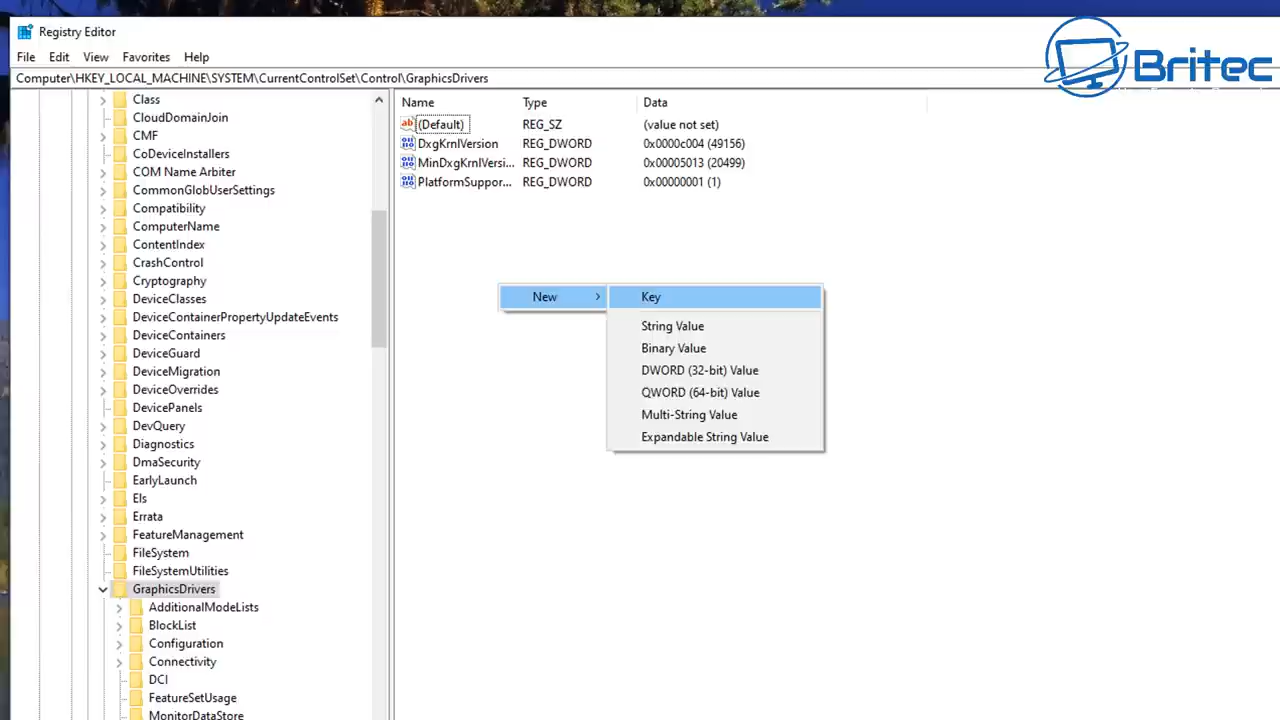 Registry Editor
Britec
File Edit View Favorites Help
Computer\HKEY_LOCAL_MACHINE\SYSTEM\CurrentControlSet\Control\GraphicsDrivers
Class
CloudDomainJoin
CMF
CoDeviceInstallers
COM Name Arbiter
CommonGlobUserSettings
Compatibility
ComputerName
ContentIndex
CrashControl
Cryptography
DeviceClasses
DeviceContainerPropertyUpdateEvents
DeviceContainers
DeviceGuard
DeviceMigration
DeviceOverrides
DevicePanels
DevQuery
Diagnostics
DmaSecurity
EarlyLaunch
Els
Errata
FeatureManagement
FileSystem
FileSystemUtilities
GraphicsDrivers
AdditionalModeLists
BlockList
Configuration
Connectivity
DCI
FeatureSetUsage
MonitorDataStore
Name Type Data
(Default) REG_SZ (value not set)
DxgKrnlVersion REG_DWORD 0x0000c004 (49156)
MinDxgKrnlVersi... REG_DWORD 0x00005013 (20499)
PlatformSuppor... REG_DWORD 0x00000001 (1)
New
Key
String Value
Binary Value
DWORD (32-bit) Value
QWORD (64-bit) Value
Multi-String Value
Expandable String Value